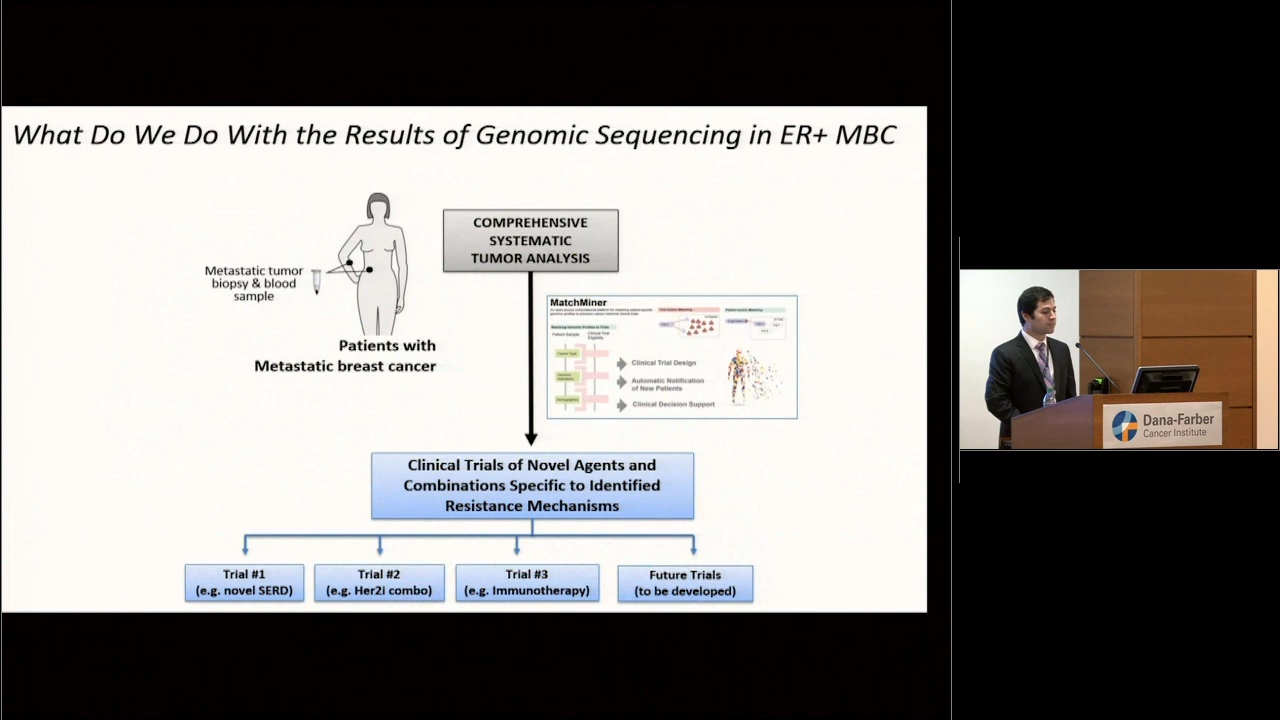 What Do We Do With the Results of Genomic Sequencing in ER+ MBC
COMPREHENSIVE
SYSTEMATIC
TUMOR ANALYSIS
Metastatic tumor
biopsy & blood
sample
Patients with
Metastatic breast cancer
MatchMiner
Clinical Trial Design
Automatic Notification
of New Patients
Clinical Decision Support
Clinical Trials of Novel Agents and
Combinations Specific to Identified
Resistance Mechanisms
Trial #1
(e.g. novel SERD)
Trial #2
(e.g. Her2i combo)
Trial #3
(e.g. Immunotherapy)
Future Trials
(to be developed)
Dana-Farber
Cancer Institute